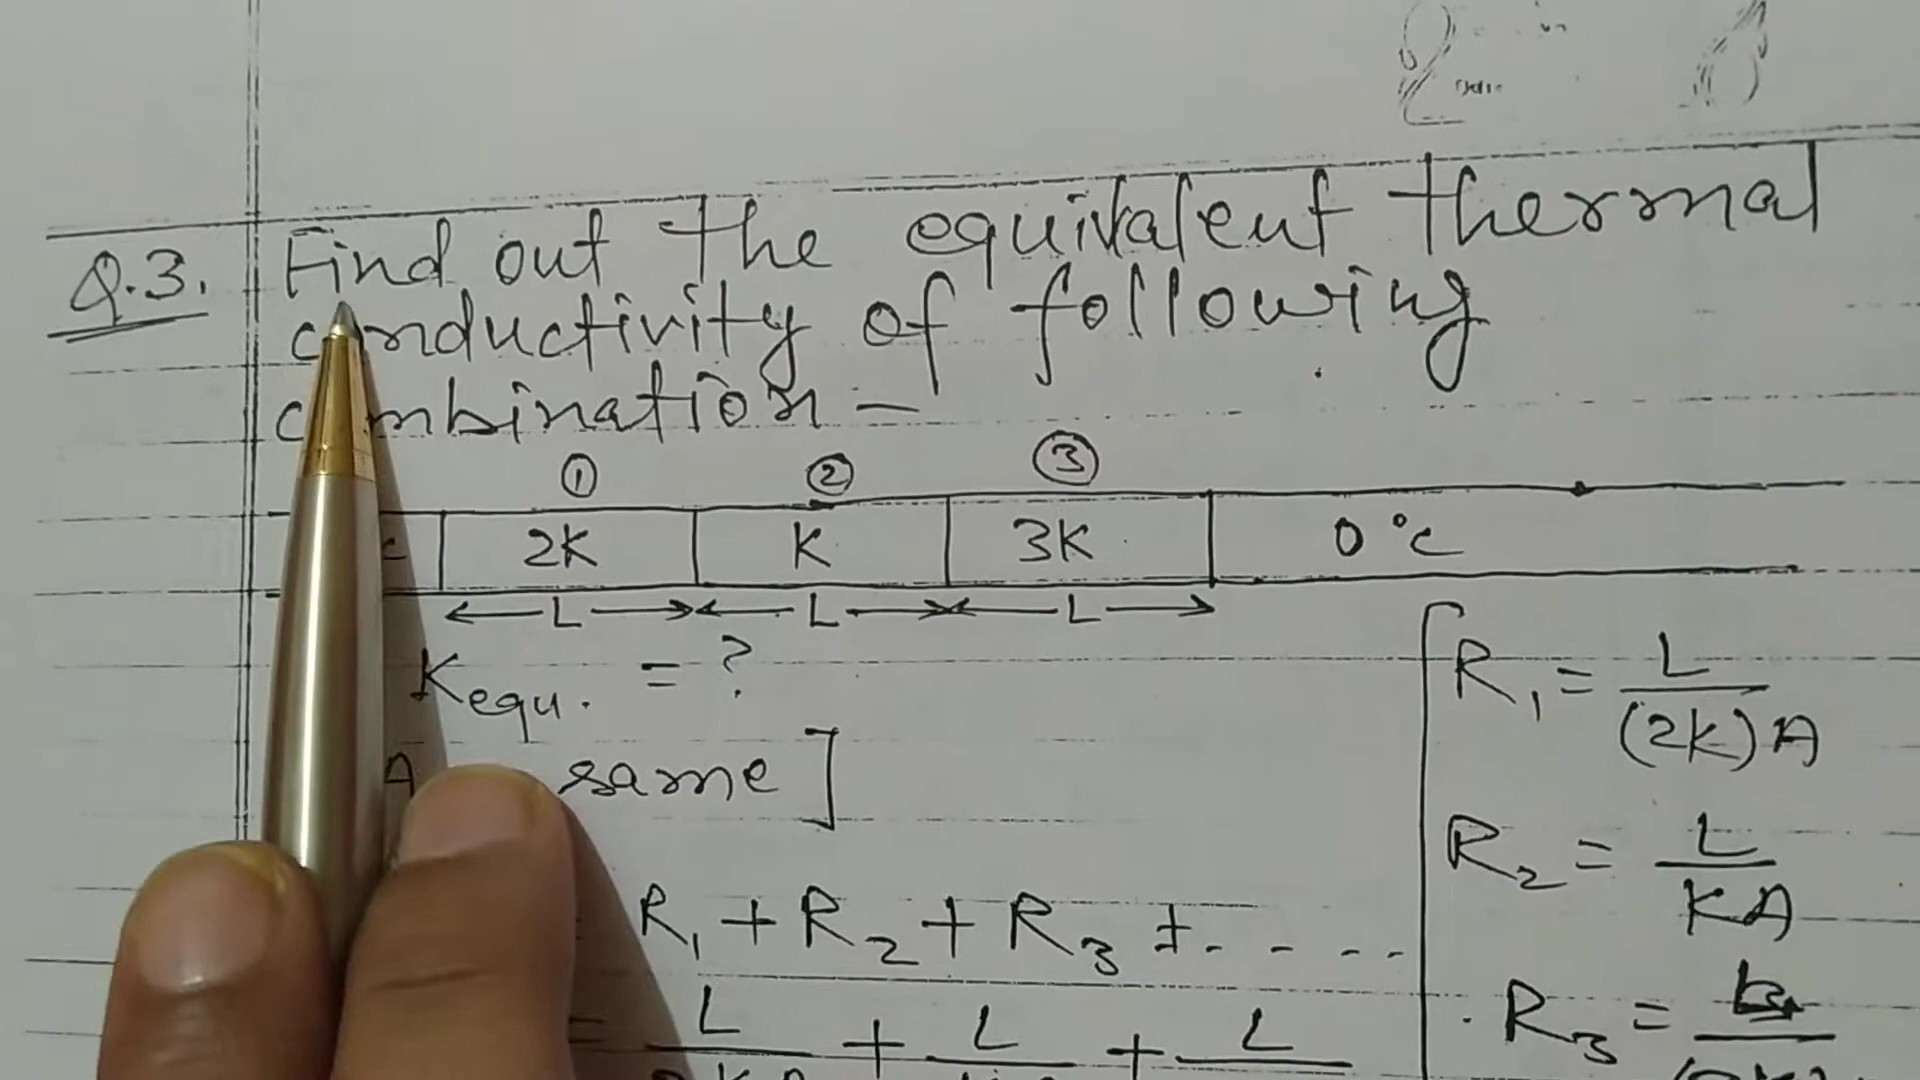 Date
Q.3. Find out the equivalent thermal
conductivity of following
combination -
① ② ③
2K K 3K 0°C
L L L
Kequ. = ?
A same ]
R₁ + R₂ + R₃ + . . . .
= L + L + L
R₁ = L / (2K)A
R₂ = L / KA
R₃ =